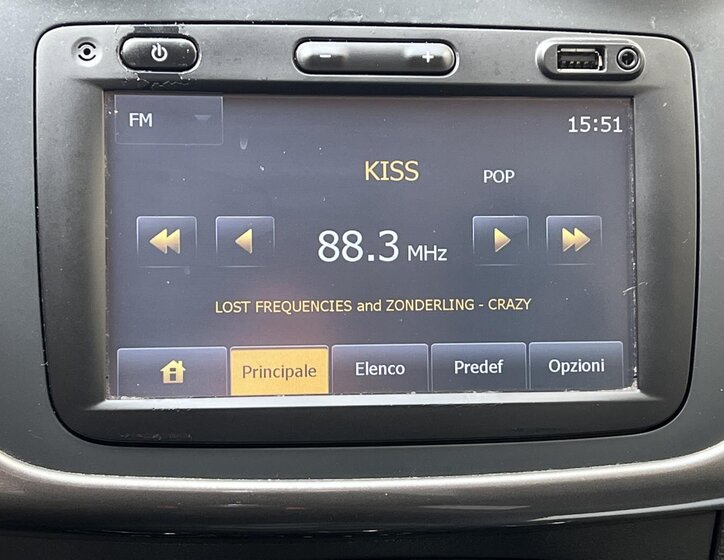 FM
15:51
KISS
POP
88.3 MHz
LOST FREQUENCIES and ZONDERLING - CRAZY
Principale
Elenco
Predef
Opzioni